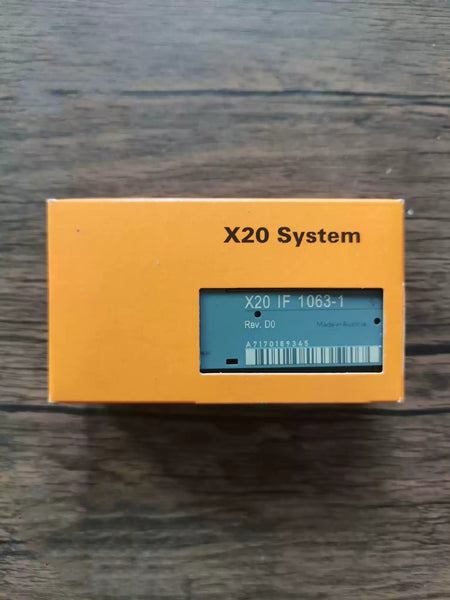 X20 System
X20 IF 1063-1
Rev. D0
Made in Austria
A7170189345